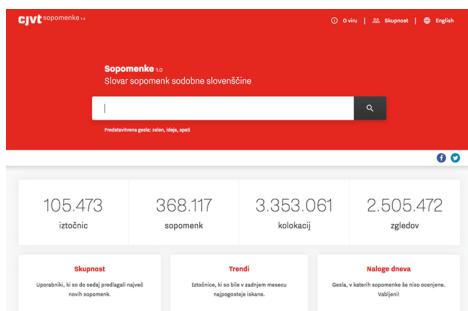 cjvt sopomenke 1.0
O viru | Skupnost | English
Sopomenke 1.0
Slovar sopomenk sodobne slovenščine
Predstavitvena gesla: zelen, ideja, spati
105.473 368.117 3.353.061 2.505.472
iztočnic sopomenk kolokacij zgledov
Skupnost Trendi Naloge dneva
Uporabniki, ki so do sedaj predlagali največ Iztočnice, ki so bile v zadnjem mesecu Gesla, v katerih sopomenke še niso ocenjene.
novih sopomenk. najpogosteje iskane. Vabljeni!